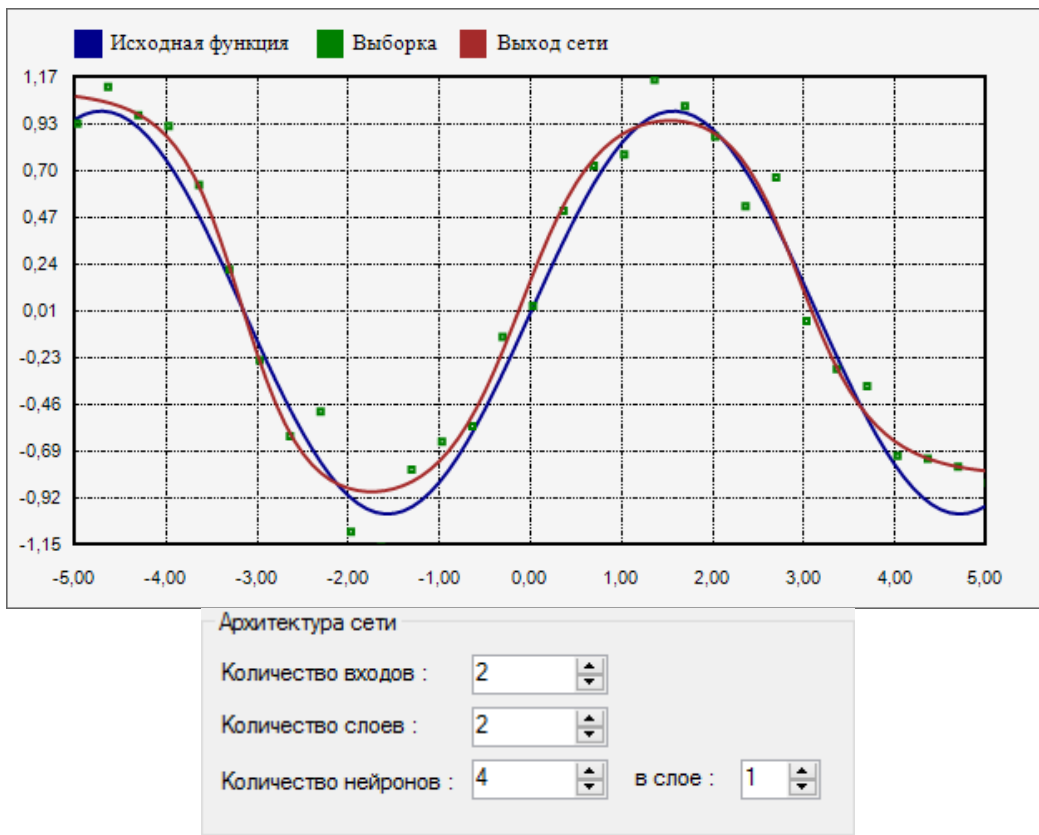 Исходная функция Выборка Выход сети
1,17
0,93
0,70
0,47
0,24
0,01
-0,23
-0,46
-0,69
-0,92
-1,15
-5,00 -4,00 -3,00 -2,00 -1,00 0,00 1,00 2,00 3,00 4,00 5,00
Архитектура сети
Количество входов : 2
Количество слоев : 2
Количество нейронов : 4 в слое : 1